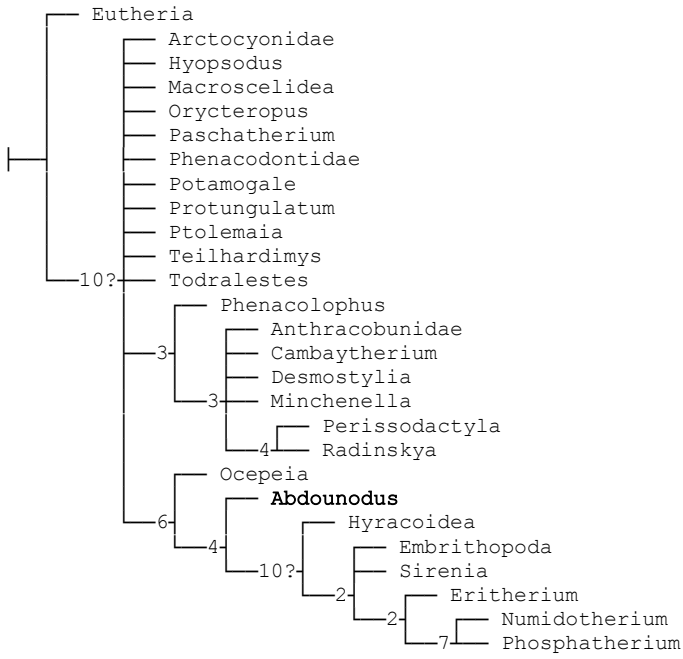 Eutheria
Arctocyonidae
Hyopsodus
Macroscelidea
Orycteropus
Paschatherium
Phenacodontidae
Potamogale
Protungulatum
Ptolemaia
Teilhardimys
10? Todralestes
Phenacolophus
Anthracobunidae
3 Cambaytherium
Desmostylia
3 Minchenella
Perissodactyla
4 Radinskya
Ocepeia
Abdounodus
6 Hyracoidea
4 Embrithopoda
10? Sirenia
2 Eritherium
2 Numidotherium
7 Phosphatherium